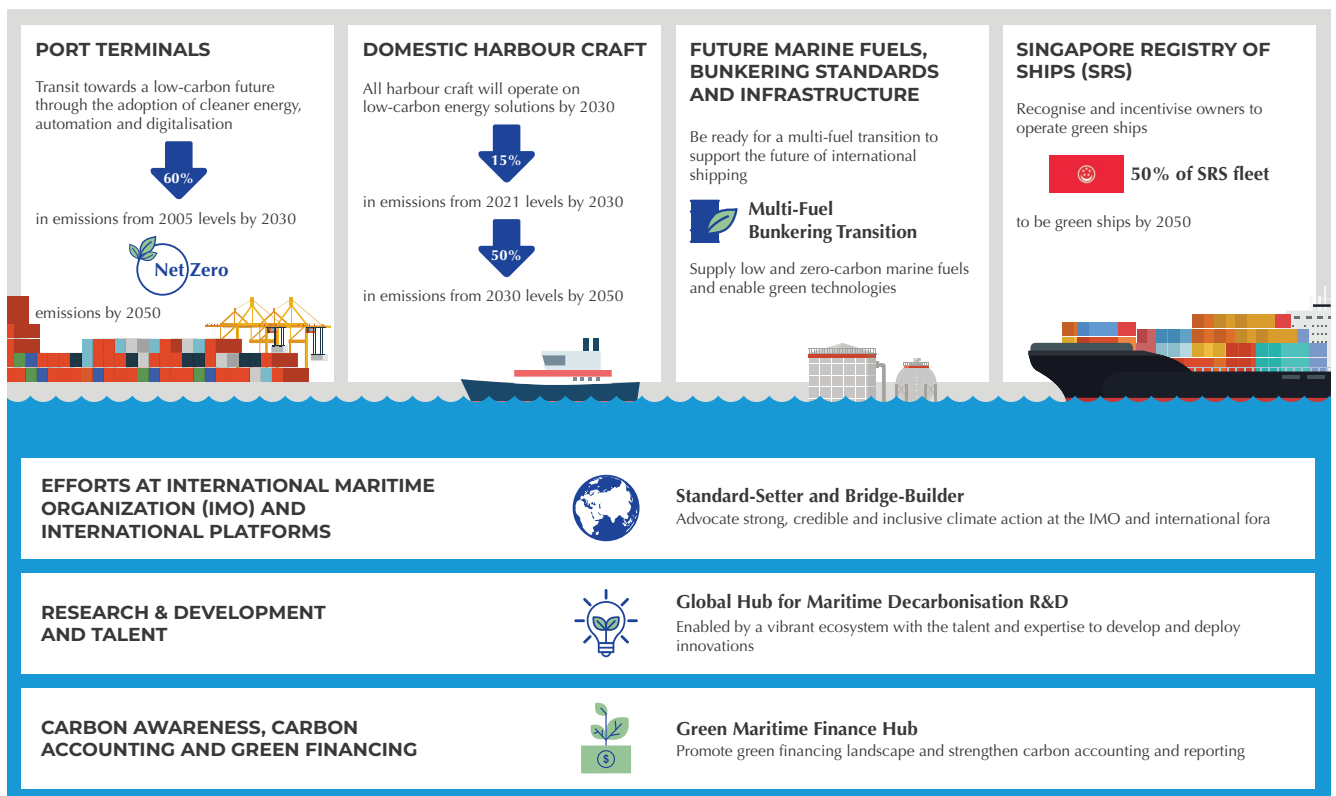 PORT TERMINALS
Transit towards a low-carbon future
through the adoption of cleaner energy,
automation and digitalisation
60%
in emissions from 2005 levels by 2030
Net Zero
emissions by 2050
DOMESTIC HARBOUR CRAFT
All harbour craft will operate on
low-carbon energy solutions by 2030
15%
in emissions from 2021 levels by 2030
50%
in emissions from 2030 levels by 2050
FUTURE MARINE FUELS,
BUNKERING STANDARDS
AND INFRASTRUCTURE
Be ready for a multi-fuel transition to
support the future of international
shipping
Multi-Fuel
Bunkering Transition
Supply low and zero-carbon marine fuels
and enable green technologies
SINGAPORE REGISTRY OF
SHIPS (SRS)
Recognise and incentivise owners to
operate green ships
50% of SRS fleet
to be green ships by 2050
EFFORTS AT INTERNATIONAL MARITIME
ORGANIZATION (IMO) AND
INTERNATIONAL PLATFORMS
Standard-Setter and Bridge-Builder
Advocate strong, credible and inclusive climate action at the IMO and international fora
RESEARCH & DEVELOPMENT
AND TALENT
Global Hub for Maritime Decarbonisation R&D
Enabled by a vibrant ecosystem with the talent and expertise to develop and deploy
innovations
CARBON AWARENESS, CARBON
ACCOUNTING AND GREEN FINANCING
$
Green Maritime Finance Hub
Promote green financing landscape and strengthen carbon accounting and reporting